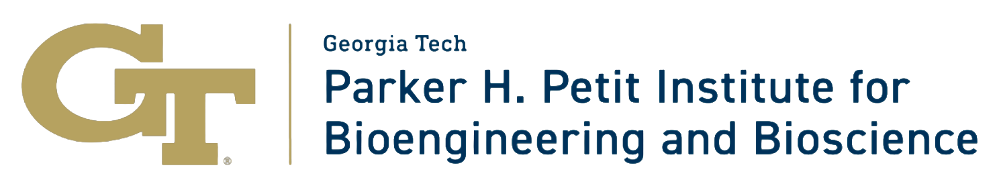 GT®
Georgia Tech
Parker H. Petit Institute for
Bioengineering and Bioscience